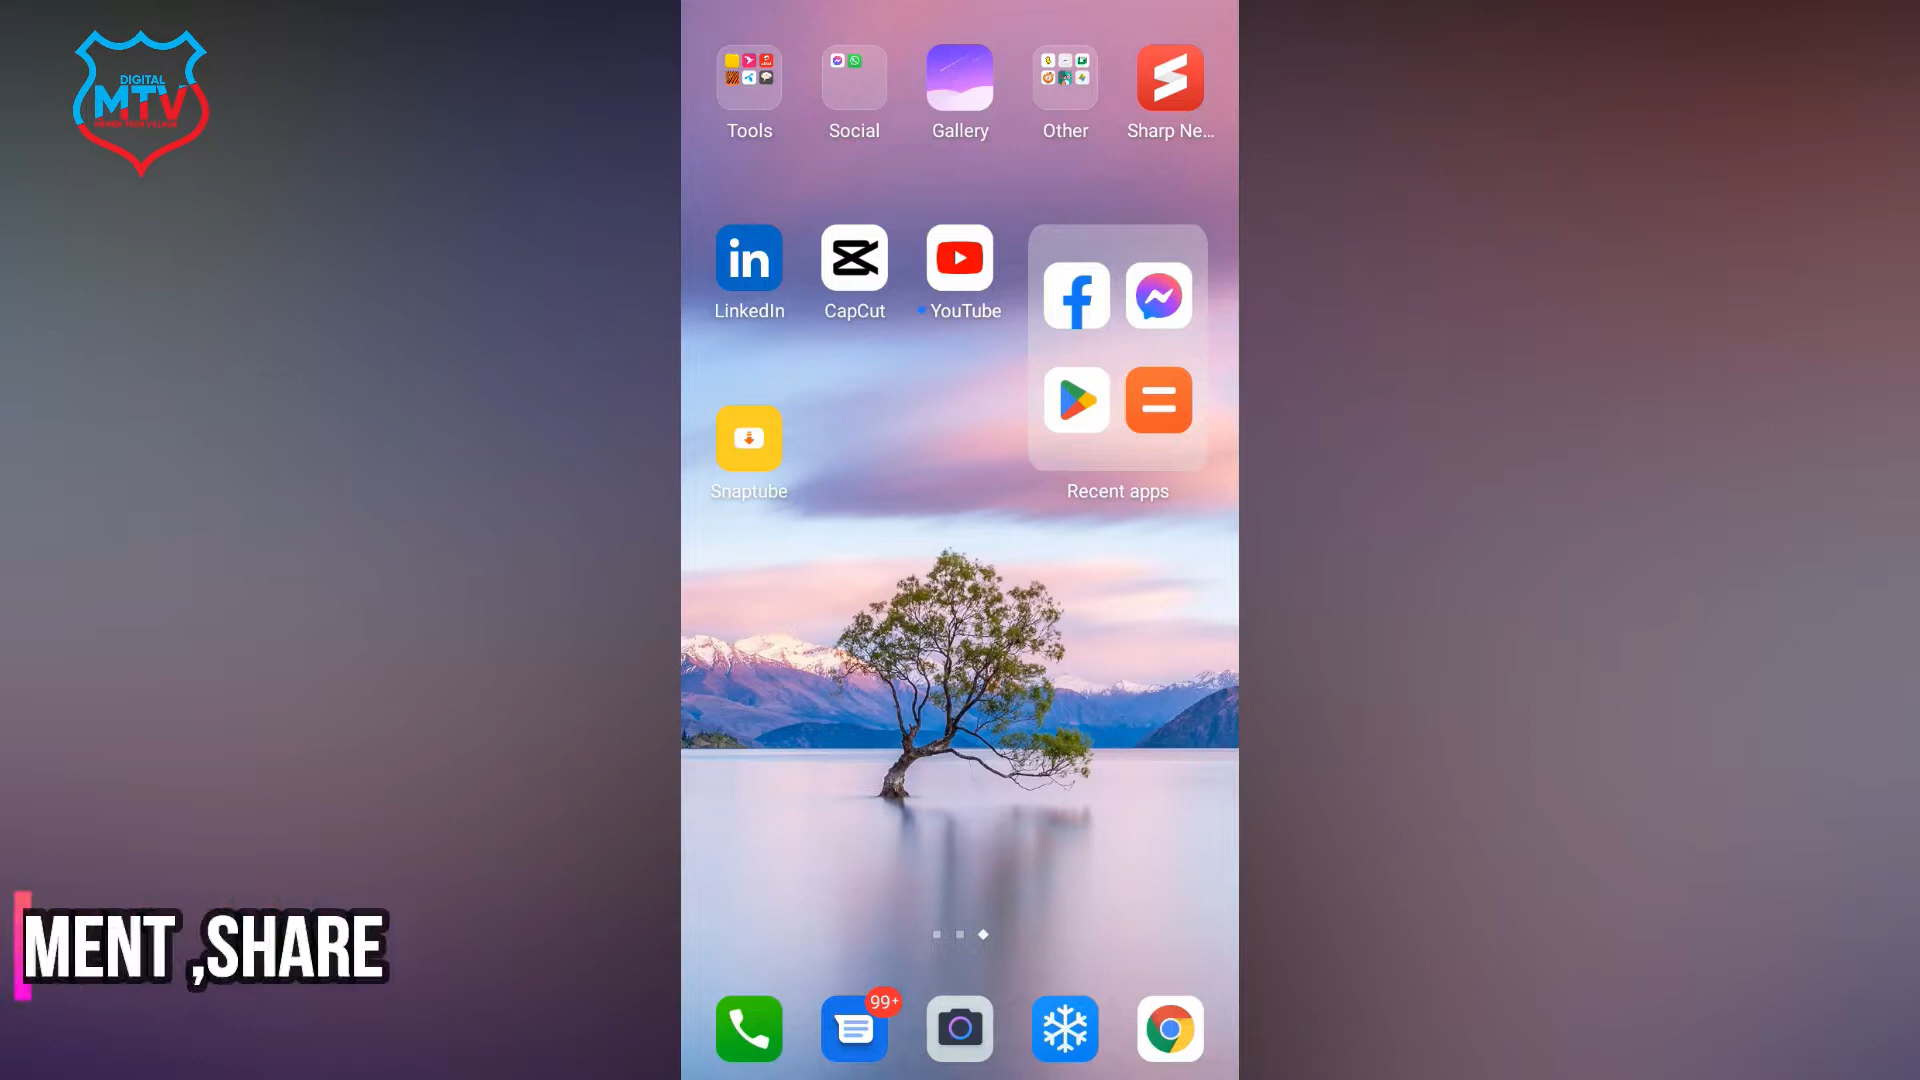 DIGITAL
MTV
Tools
Social
Gallery
Other
Sharp Ne...
LinkedIn
CapCut
YouTube
Snaptube
Recent apps
MENT ,SHARE
99+